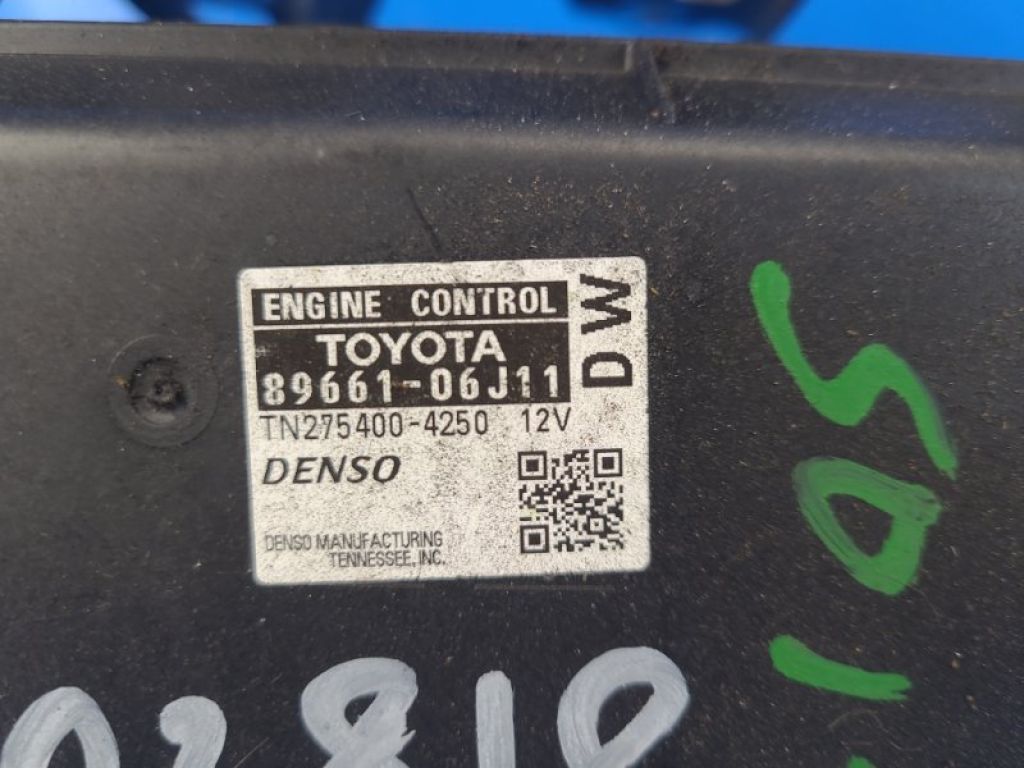 ENGINE CONTROL
TOYOTA
89661-06J11
DW
TN275400-4250 12V
DENSO
DENSO MANUFACTURING
TENNESSEE, INC.